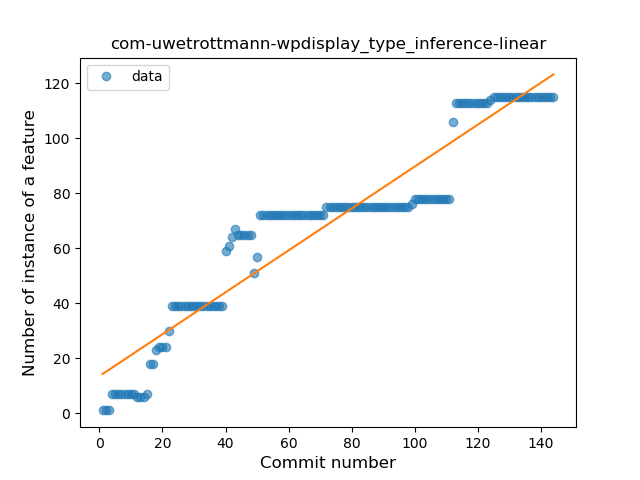 com-uwetrottmann-wpdisplay_type_inference-linear
data
Number of instance of a feature
120
100
80
60
40
20
0
0 20 40 60 80 100 120 140
Commit number